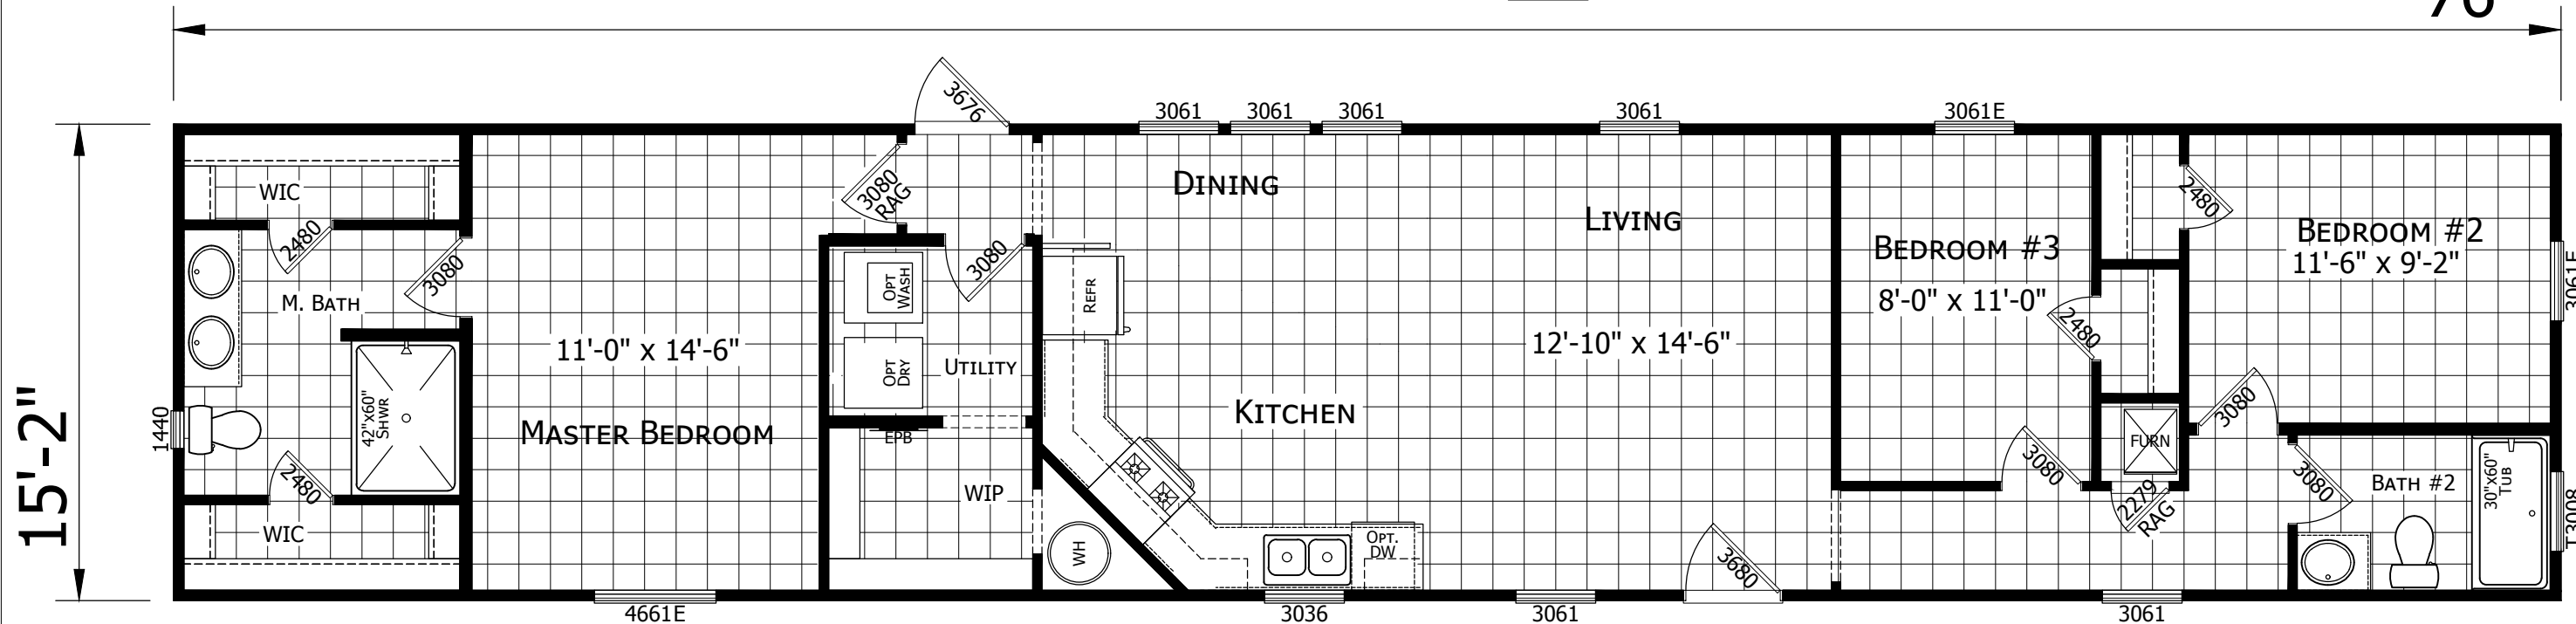 76'
15'-2"
3676
3061
3061
3061
3061
3061E
WIC
2480
3080
M. Bath
42"x60"
Shwr
1440
2480
WIC
11'-0" x 14'-6"
Master Bedroom
4661E
3080
RAG
3080
Opt
Wash
Opt
Dry
Utility
EPB
WIP
WH
Refr
Dining
Kitchen
Opt.
DW
3036
Living
12'-10" x 14'-6"
3061
3680
Bedroom #3
8'-0" x 11'-0"
3080
2480
2480
FURN
2279
RAG
Bedroom #2
11'-6" x 9'-2"
3061E
3080
3080
Bath #2
30"x60"
Tub
T3008
3061